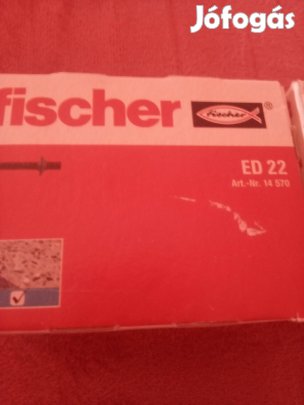 Jófogás
fischer
fischer
®
ED 22
Art.-Nr. 14 570